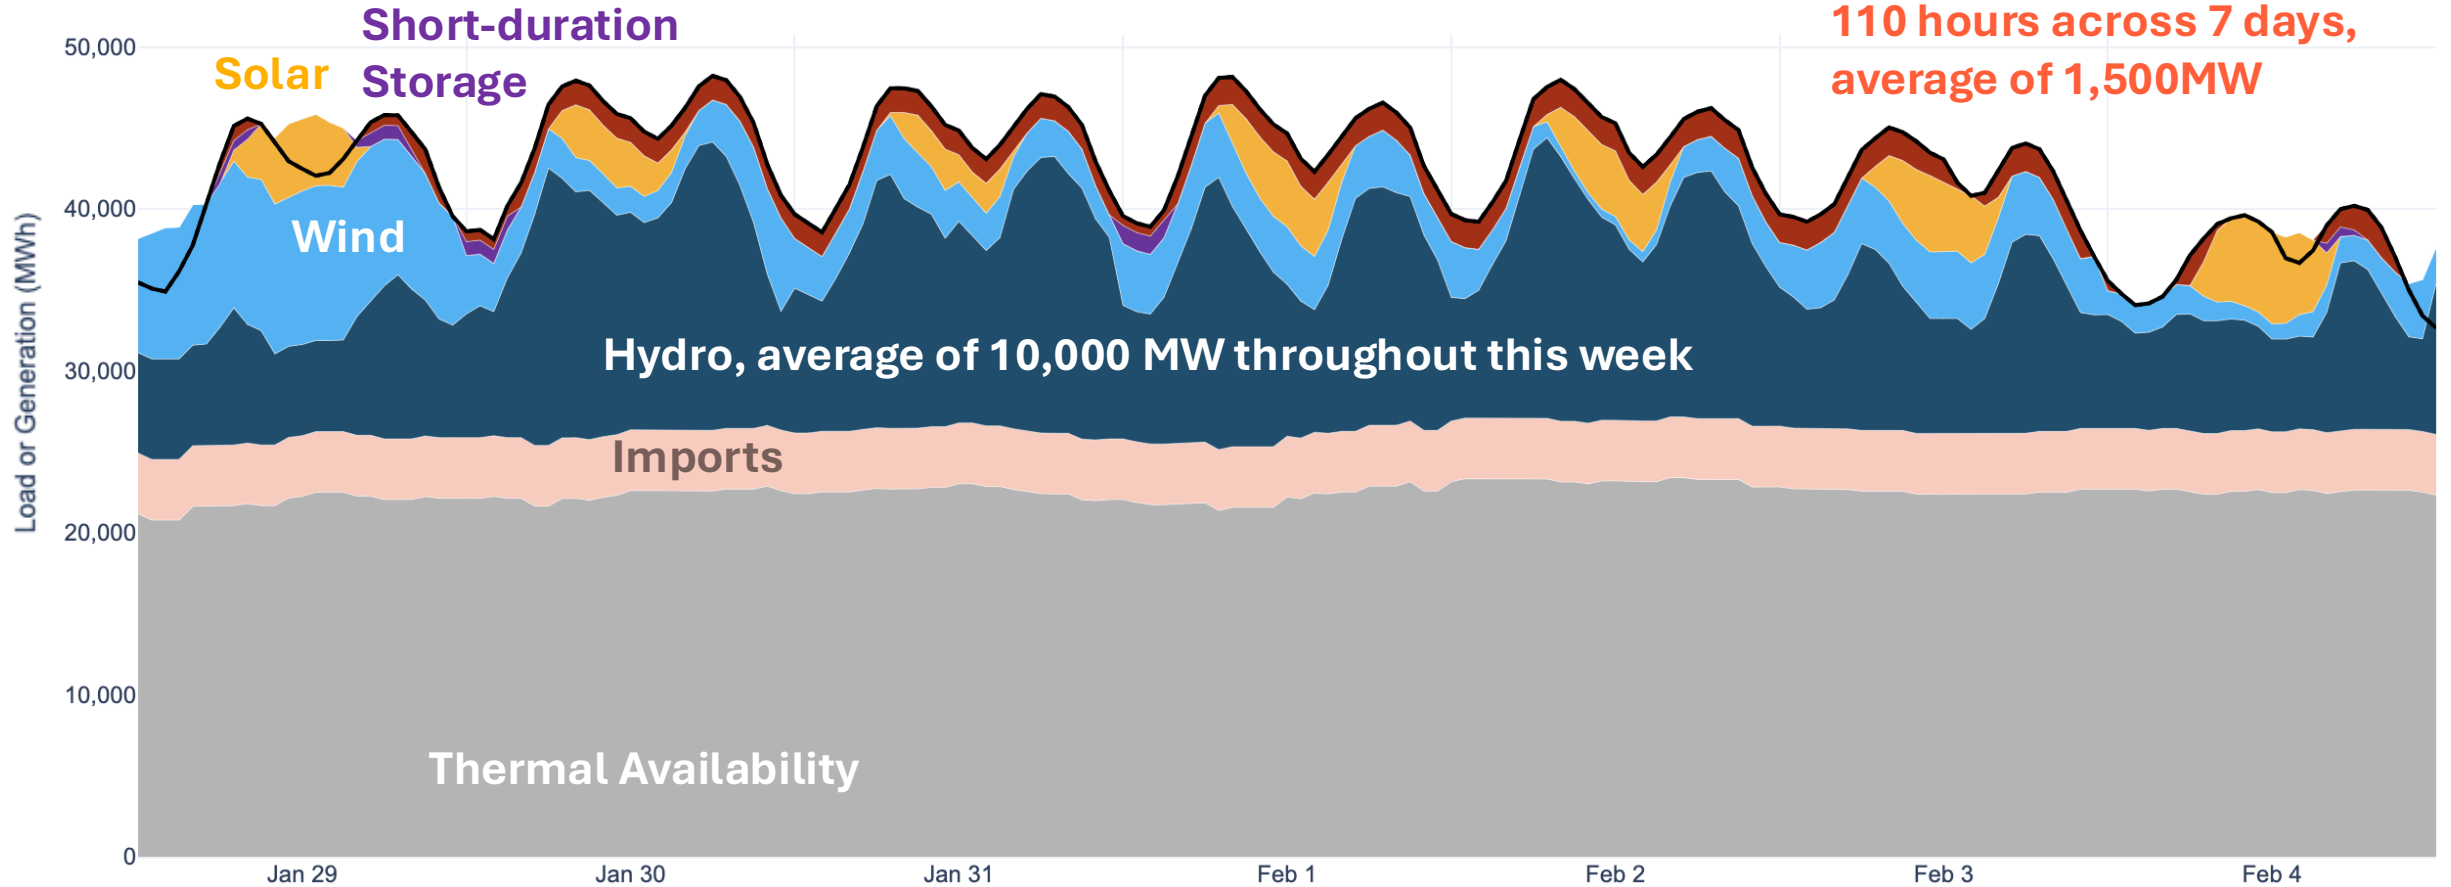 Short-duration
Storage
110 hours across 7 days,
average of 1,500MW
Solar
Wind
Hydro, average of 10,000 MW throughout this week
Imports
Thermal Availability
Load or Generation (MWh)
50,000
40,000
30,000
20,000
10,000
0
Jan 29
Jan 30
Jan 31
Feb 1
Feb 2
Feb 3
Feb 4